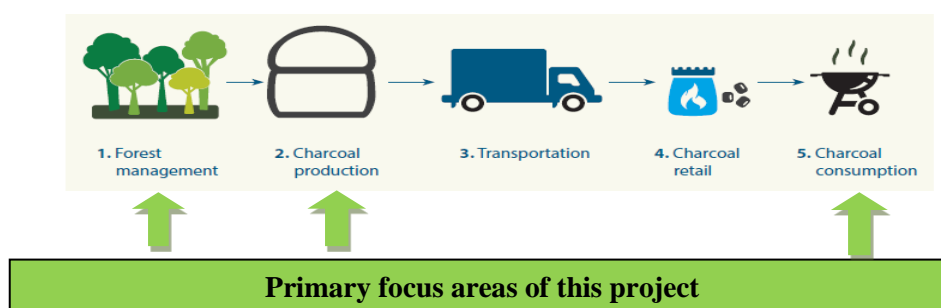 1. Forest
management
2. Charcoal
production
3. Transportation
4. Charcoal
retail
5. Charcoal
consumption
Primary focus areas of this project